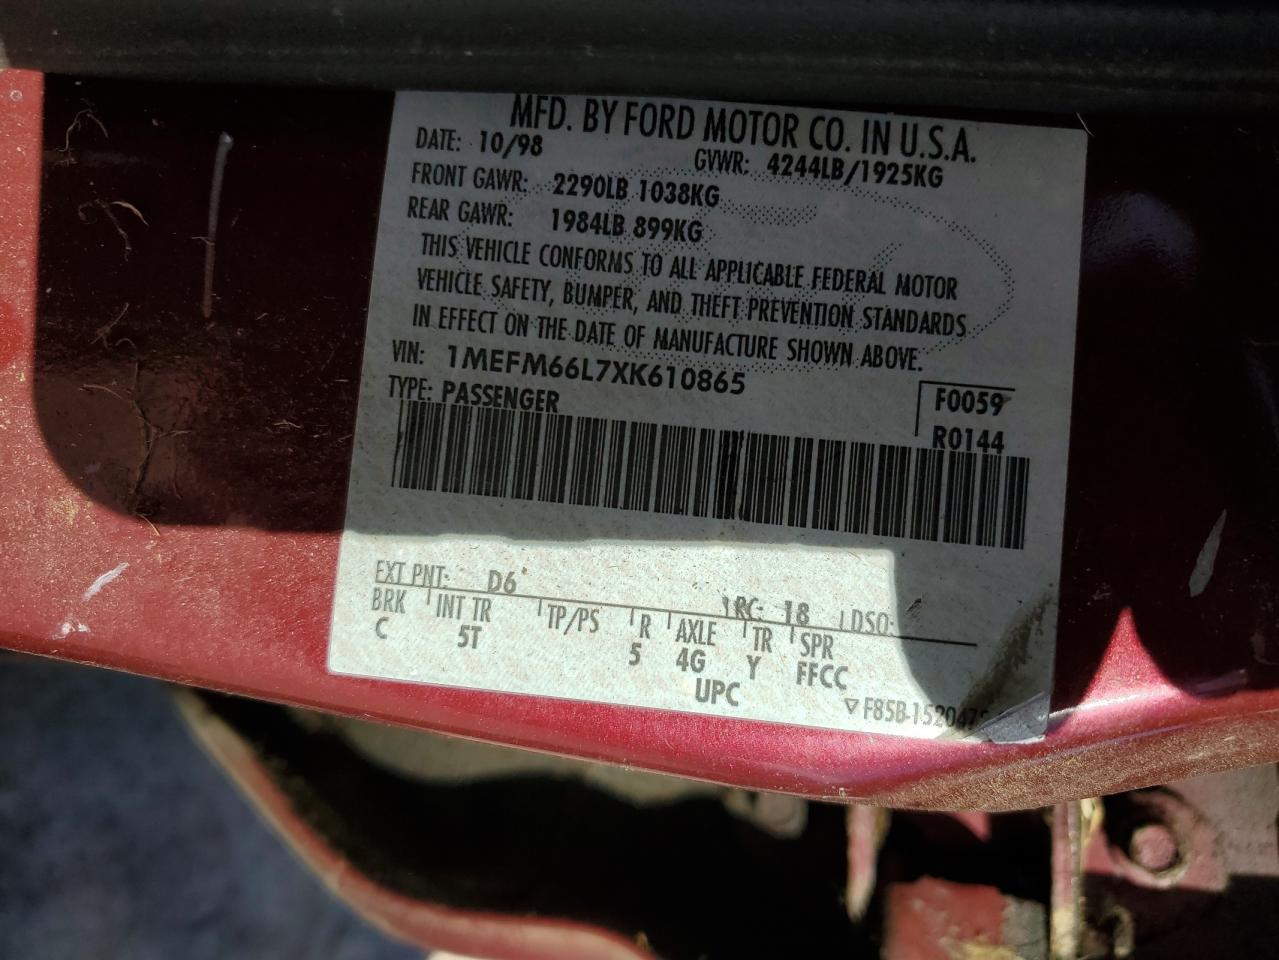 MFD. BY FORD MOTOR CO. IN U.S.A.
DATE: 10/98 GVWR: 4244LB/1925KG
FRONT GAWR: 2290LB 1038KG
REAR GAWR: 1984LB 899KG
THIS VEHICLE CONFORMS TO ALL APPLICABLE FEDERAL MOTOR
VEHICLE SAFETY, BUMPER, AND THEFT PREVENTION STANDARDS
IN EFFECT ON THE DATE OF MANUFACTURE SHOWN ABOVE.
VIN: 1MEFM66L7XK610865
TYPE: PASSENGER
F0059
R0144
EXT PNT: D6 RC: 18 DSO:
BRK INT TR TP/PS R AXLE TR SPR
C 5T 5 4G Y FFCC
UPC
▽F85B-1520472